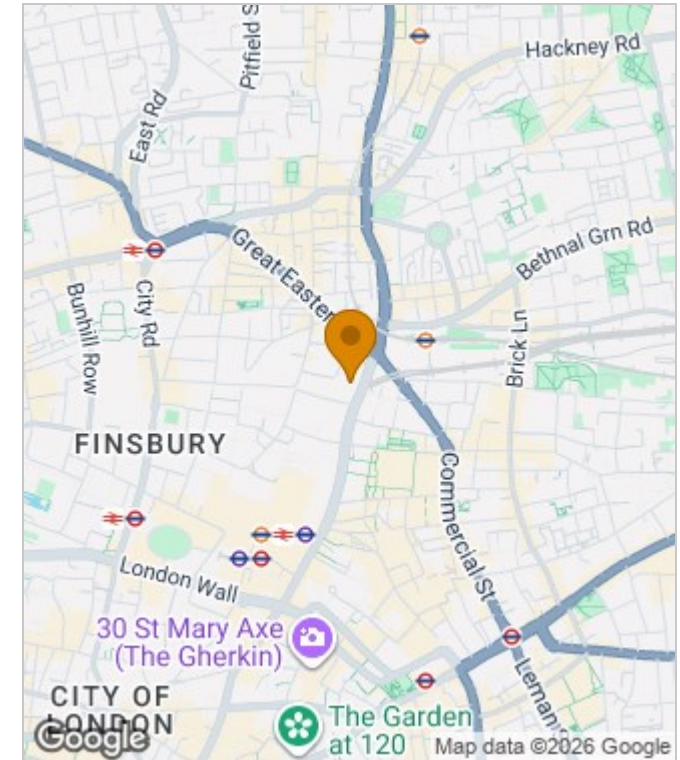 Pitfield S
Hackney Rd
East Rd
Great Easter
Bethnal Grn Rd
City Rd
Bunhill Row
Brick Ln
FINSBURY
Commercial St
London Wall
30 St Mary Axe
(The Gherkin)
Leman S
CITY OF
LONDON
The Garden
at 120
Google
Map data ©2026 Google